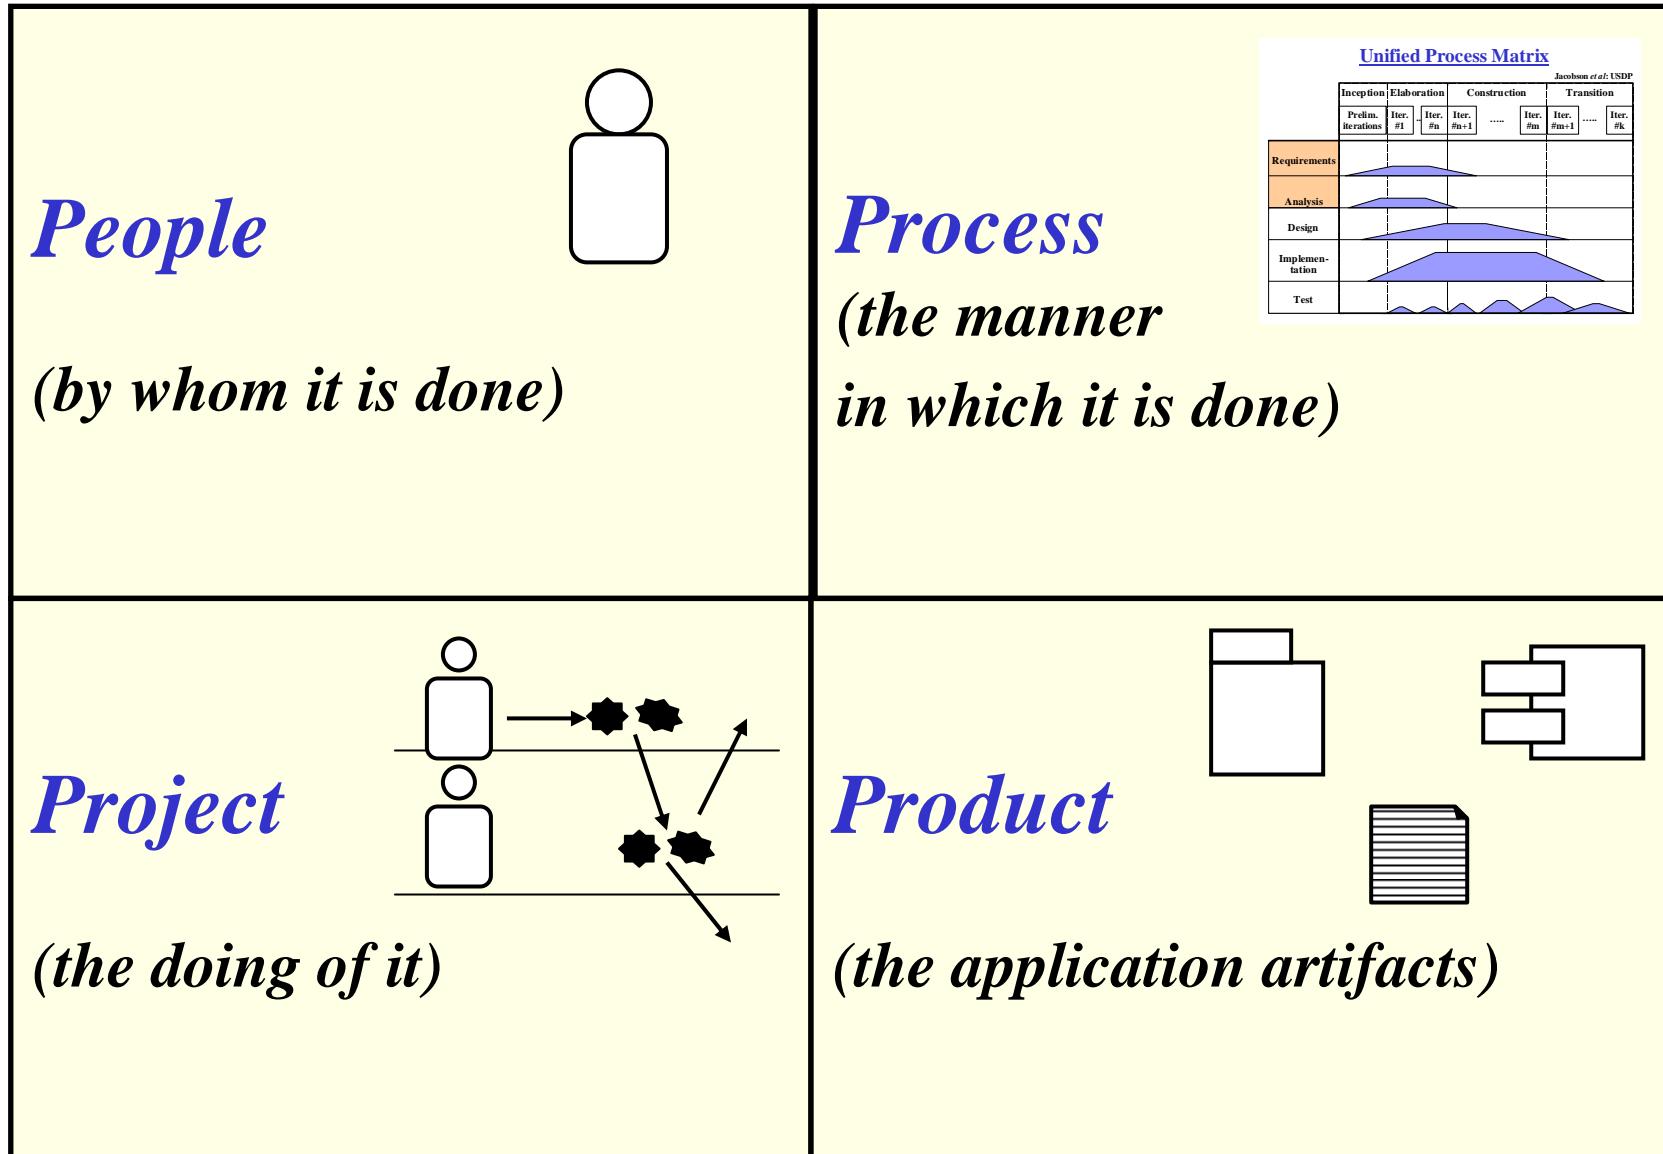 People
(by whom it is done)
Process
(the manner
in which it is done)
Unified Process Matrix
Jacobson et al: USDP
Inception Elaboration Construction Transition
Prelim. iterations Iter. #1 .. Iter. #n Iter. #n+1 ..... Iter. #m Iter. #m+1 ..... Iter. #k
Requirements
Analysis
Design
Implemen-
tation
Test
Project
(the doing of it)
Product
(the application artifacts)